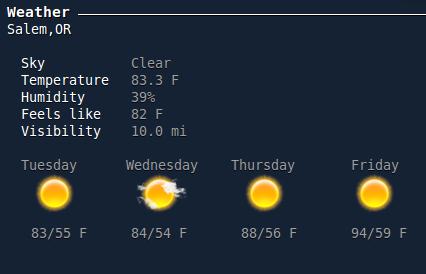 Weather
Salem,OR
Sky Clear
Temperature 83.3 F
Humidity 39%
Feels like 82 F
Visibility 10.0 mi
Tuesday Wednesday Thursday Friday
83/55 F 84/54 F 88/56 F 94/59 F